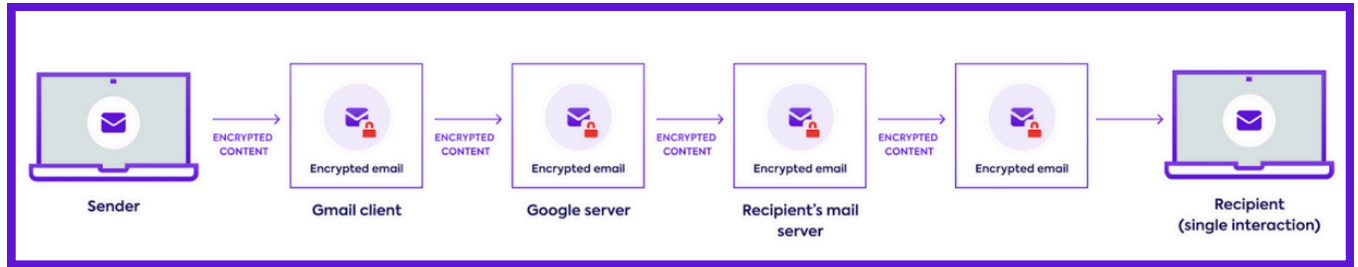 ENCRYPTED
CONTENT
ENCRYPTED
CONTENT
ENCRYPTED
CONTENT
ENCRYPTED
CONTENT
Encrypted email
Encrypted email
Encrypted email
Encrypted email
Sender
Gmail client
Google server
Recipient's mail
server
Recipient
(single interaction)